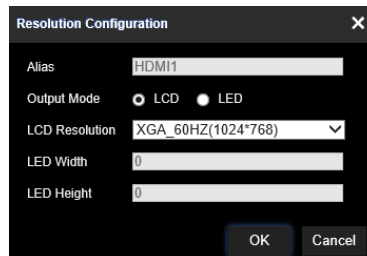 Resolution Configuration
Alias HDMI1
Output Mode LCD LED
LCD Resolution XGA_60HZ(1024*768)
LED Width 0
LED Height 0
OK Cancel